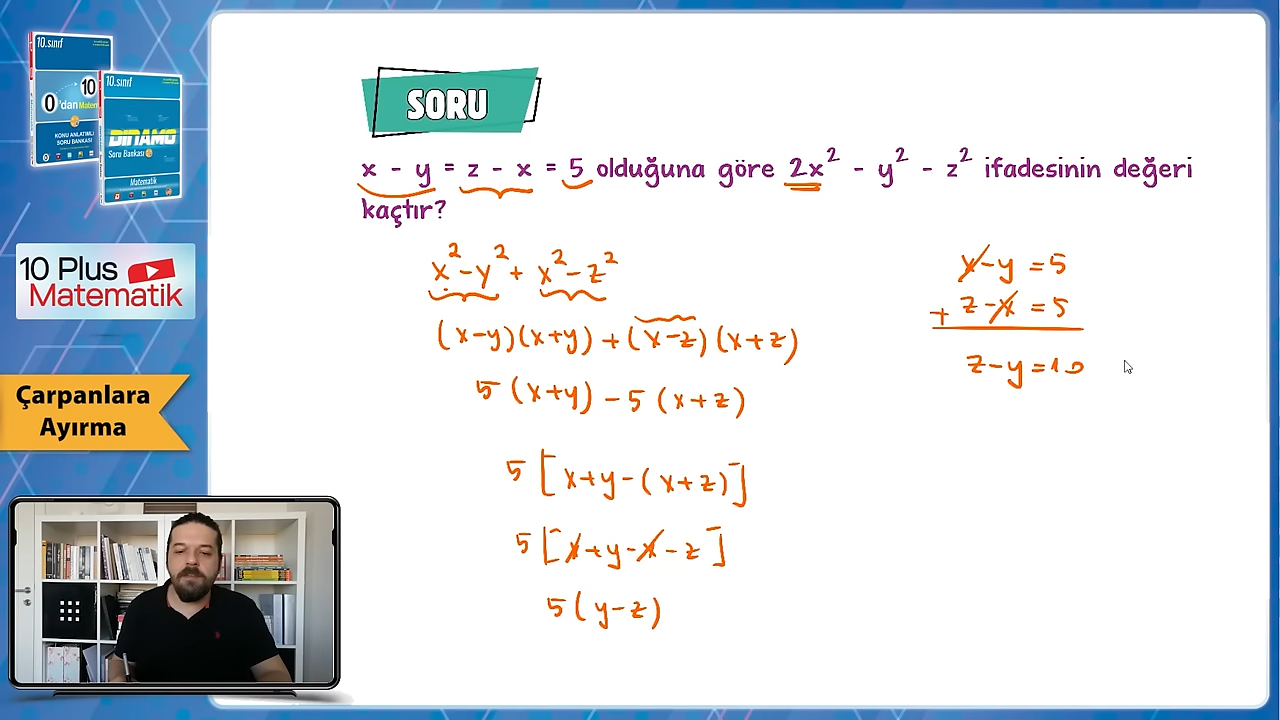 10.sınıf
0'dan 10
Matem
KONU ANLATIMLI
SORU BANKASI
10.sınıf
DİNAMO
Soru Bankası
Matematik
10 Plus
Matematik
Çarpanlara
Ayırma
SORU
x - y = z - x = 5 olduğuna göre 2x² - y² - z² ifadesinin değeri
kaçtır?
x² - y² + x² - z²
(x-y)(x+y) + (x-z)(x+z)
5 (x+y) - 5 (x+z)
5 [x+y-(x+z)]
5 [x+y-x-z]
5(y-z)
x-y = 5
+ z-x = 5
z-y = 10